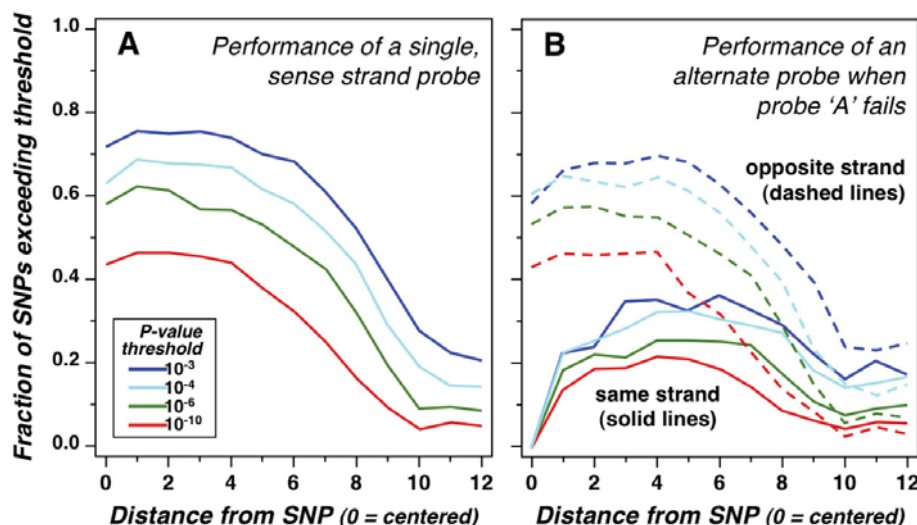 Fraction of SNPs exceeding threshold
1.0
0.8
0.6
0.4
0.2
0.0
A
Performance of a single,
sense strand probe
P-value
threshold
10-3
10-4
10-6
10-10
0 2 4 6 8 10 12
Distance from SNP (0 = centered)
B
Performance of an
alternate probe when
probe ‘A’ fails
opposite strand
(dashed lines)
same strand
(solid lines)
0 2 4 6 8 10 12
Distance from SNP (0 = centered)